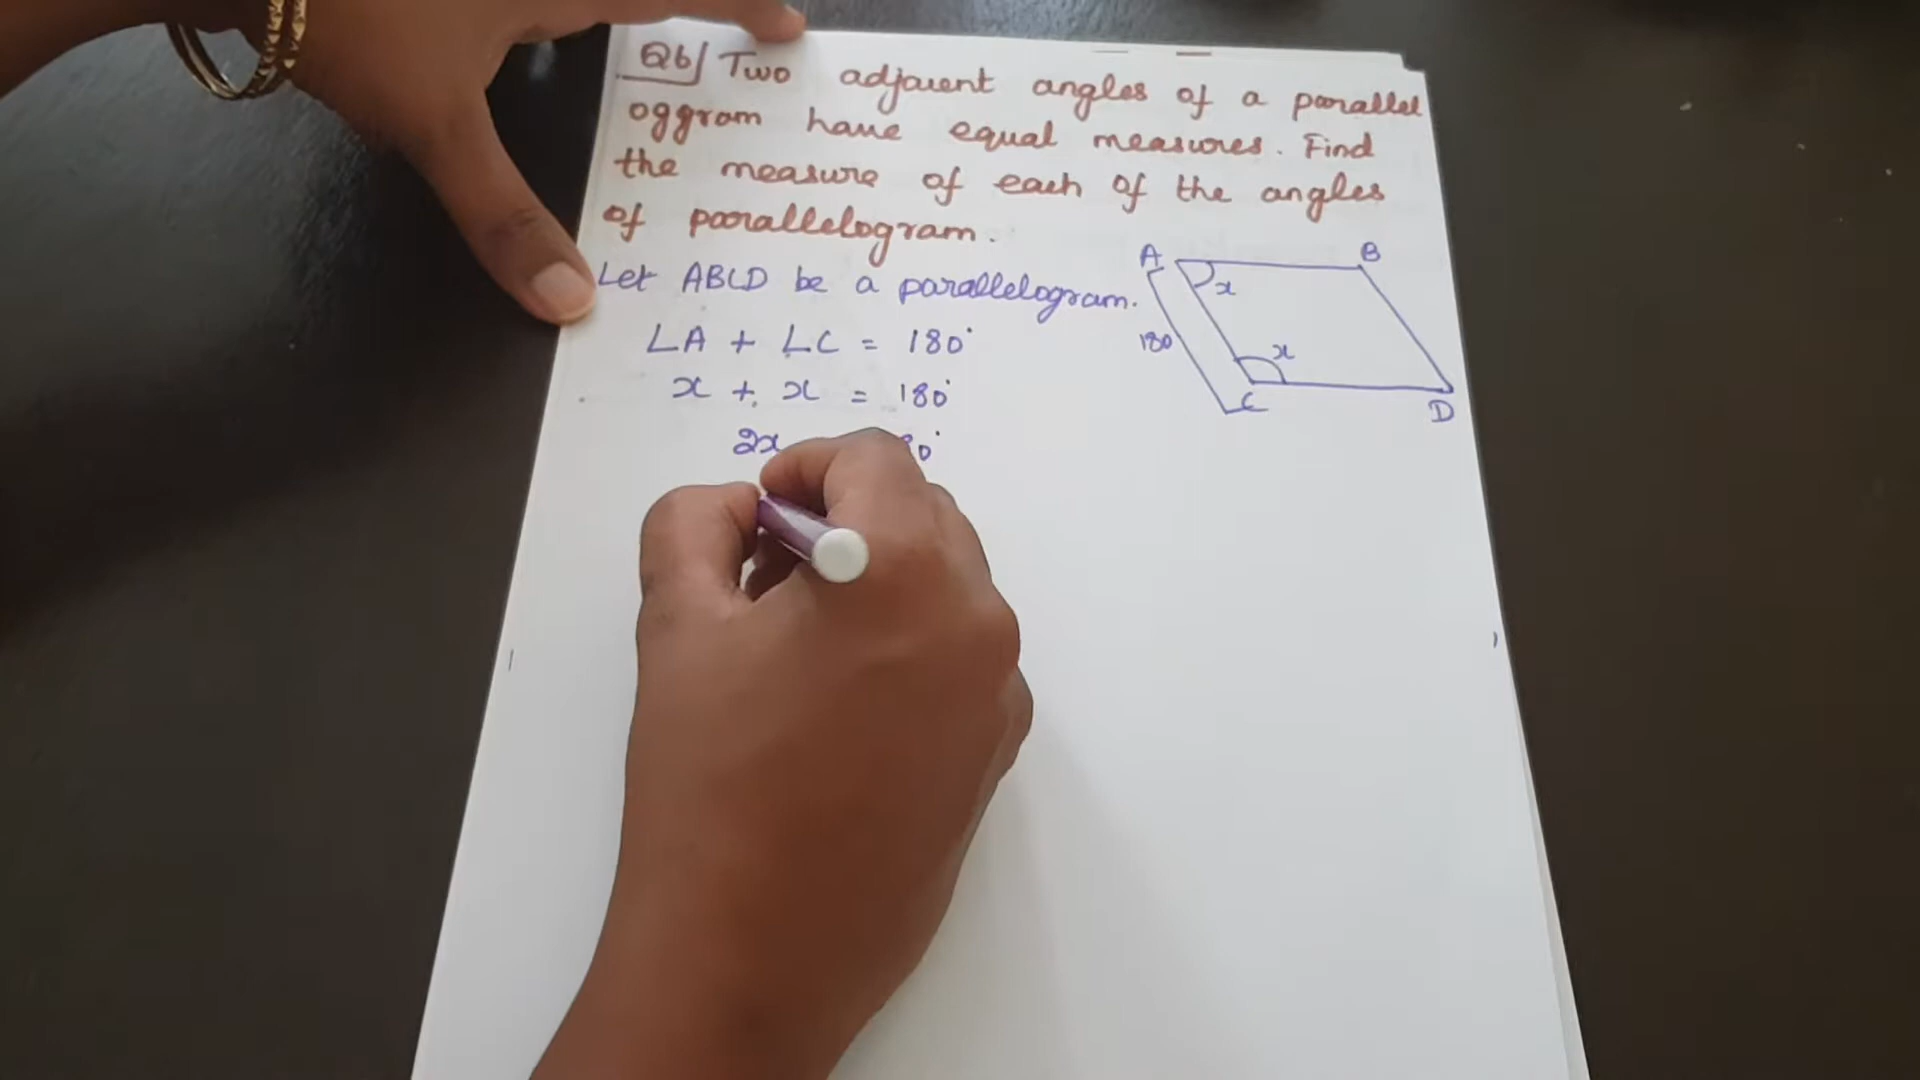 Q6/ Two adjacent angles of a parallel
oggram have equal measures. Find
the measure of each of the angles
of parallelogram.
Let ABCD be a parallelogram.
∠A + ∠C = 180°
x + x = 180°
2x
A
B
x
180
x
C
D